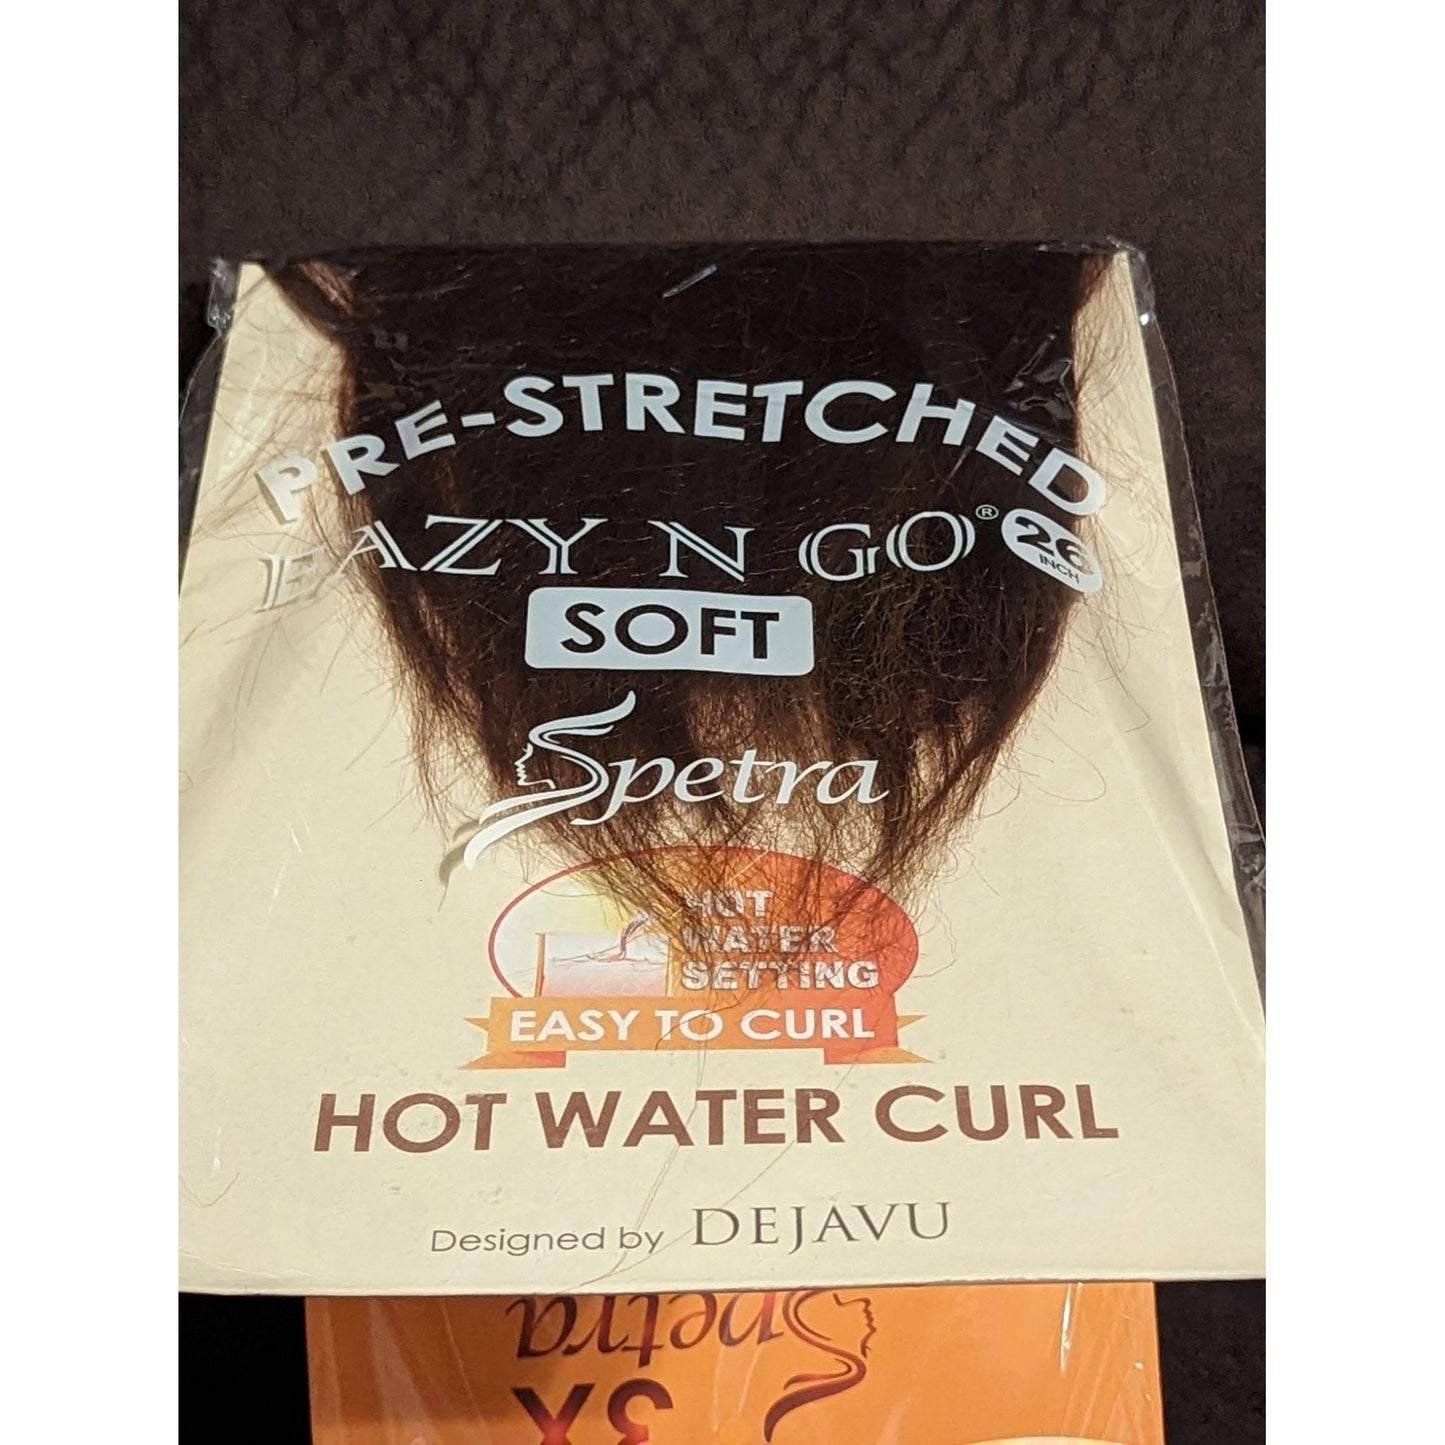 PRE-STRETCHED
EAZY N GO®
26
INCH
SOFT
Spetra
HOT
WATER
SETTING
EASY TO CURL
HOT WATER CURL
Designed by DEJAVU
Spetra
3X